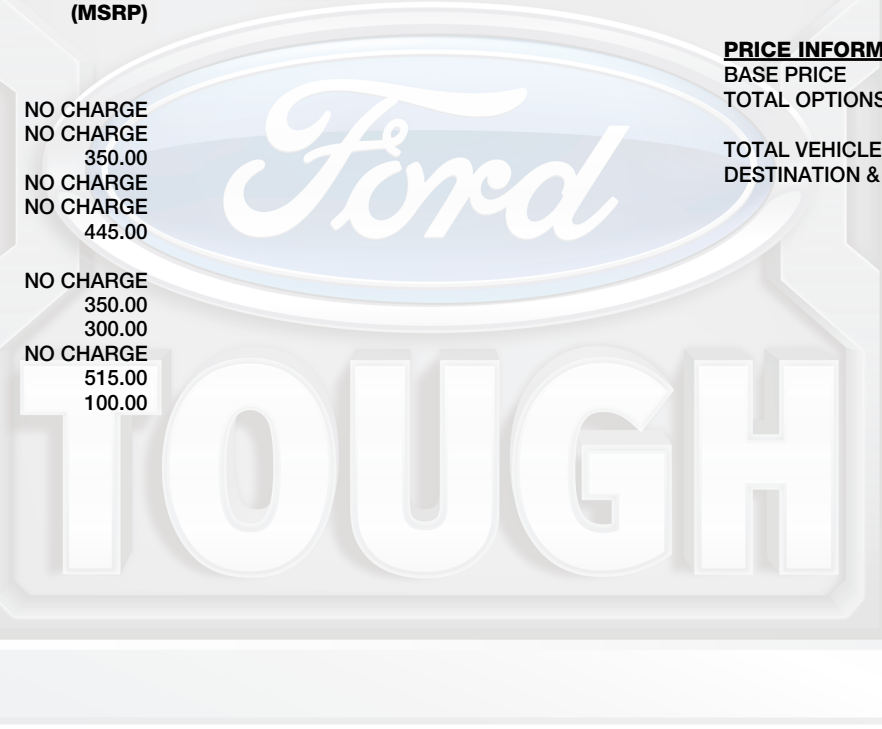 (MSRP)
NO CHARGE
NO CHARGE
350.00
NO CHARGE
NO CHARGE
445.00
NO CHARGE
350.00
300.00
NO CHARGE
515.00
100.00
PRICE INFORM
BASE PRICE
TOTAL OPTIONS
TOTAL VEHICLE
DESTINATION &
Ford
TOUGH